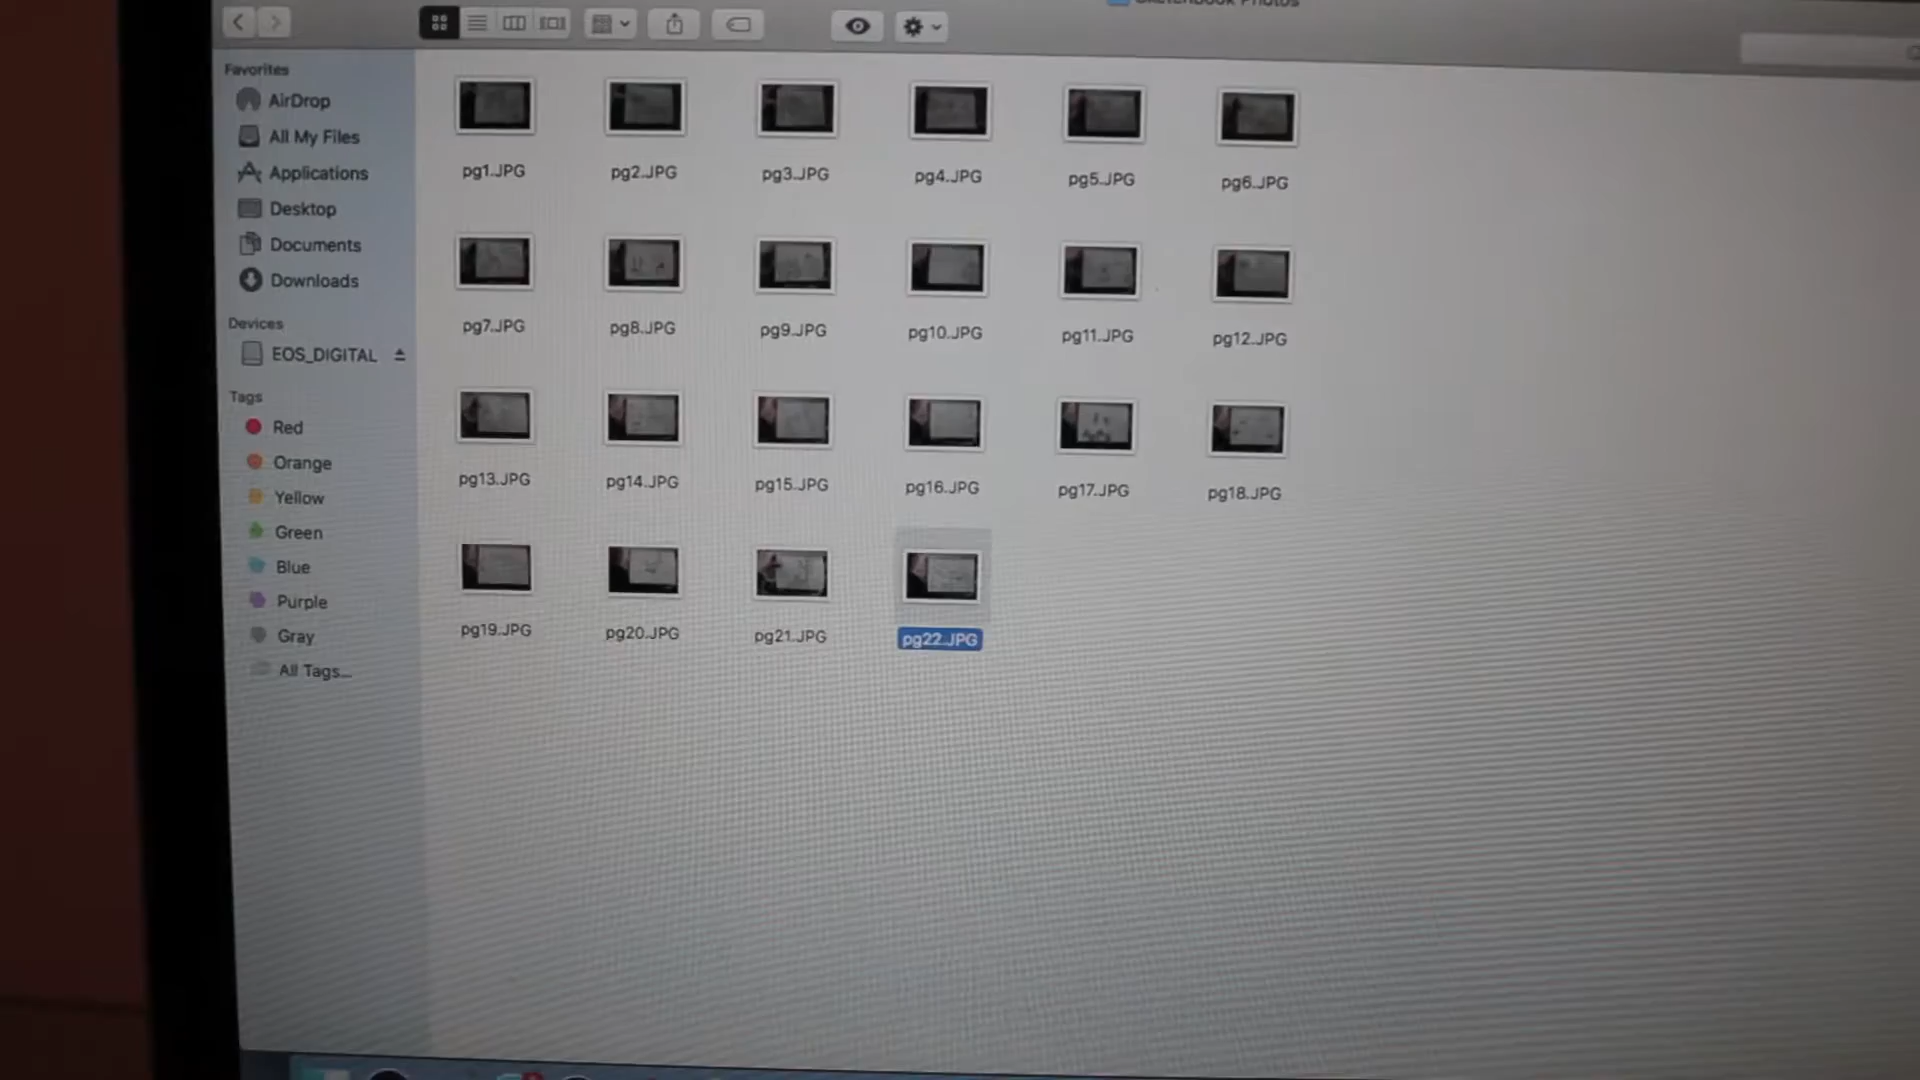 Sketchbook Photos
Favorites
AirDrop
All My Files
Applications
Desktop
Documents
Downloads
Devices
EOS_DIGITAL
Tags
Red
Orange
Yellow
Green
Blue
Purple
Gray
All Tags...
pg1.JPG pg2.JPG pg3.JPG pg4.JPG pg5.JPG pg6.JPG
pg7.JPG pg8.JPG pg9.JPG pg10.JPG pg11.JPG pg12.JPG
pg13.JPG pg14.JPG pg15.JPG pg16.JPG pg17.JPG pg18.JPG
pg19.JPG pg20.JPG pg21.JPG pg22.JPG